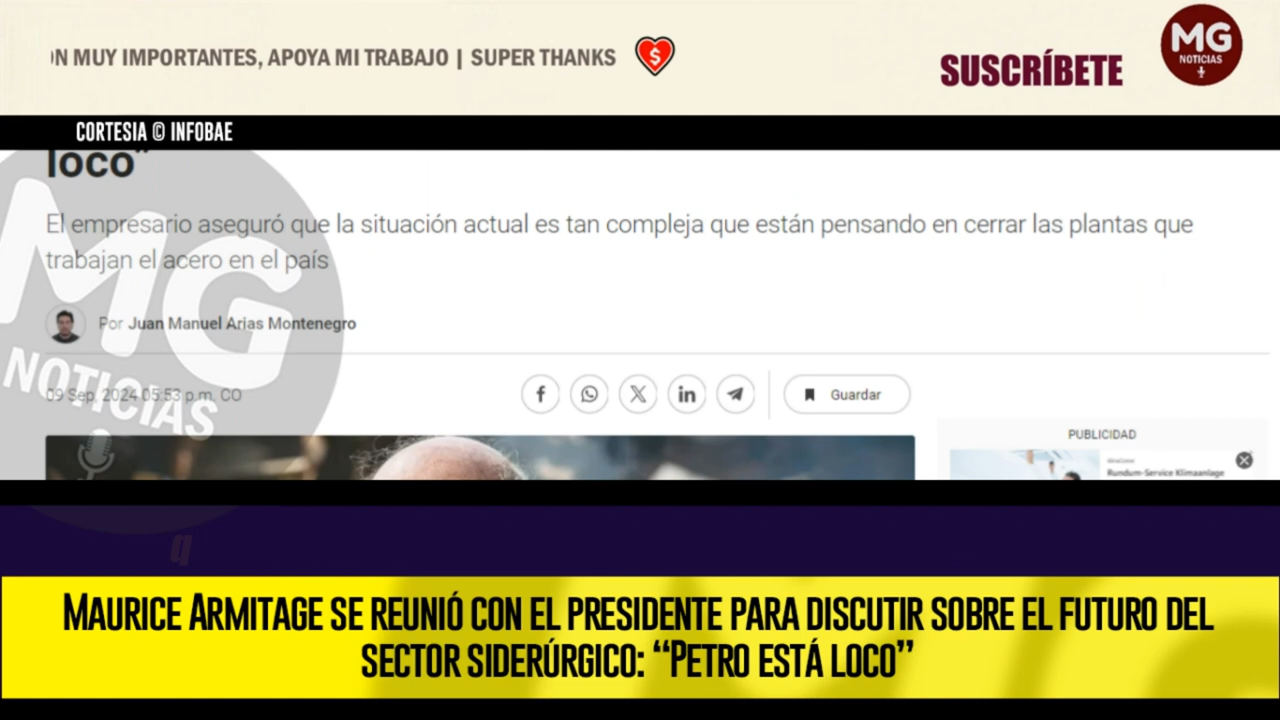 ÓN MUY IMPORTANTES, APOYA MI TRABAJO | SUPER THANKS
$
SUSCRÍBETE
MG
NOTICIAS
CORTESIA © INFOBAE
loco"
El empresario aseguró que la situación actual es tan compleja que están pensando en cerrar las plantas que
trabajan el acero en el país
Por Juan Manuel Arias Montenegro
09 Sep, 2024 05:53 p.m. CO
f
in
Guardar
PUBLICIDAD
Rundum-Service Klimaanlage
MG
NOTICIAS
q
MAURICE ARMITAGE SE REUNIÓ CON EL PRESIDENTE PARA DISCUTIR SOBRE EL FUTURO DEL
SECTOR SIDERÚRGICO: “PETRO ESTÁ LOCO”